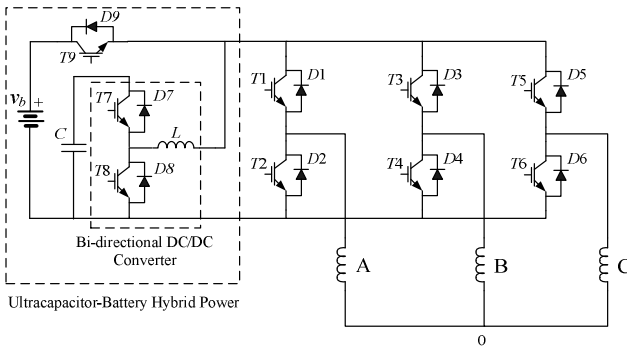 D9
T9
vb +
C
T7
D7
L
T8
D8
T1
D1
T3
D3
T5
D5
T2
D2
T4
D4
T6
D6
Bi-directional DC/DC
Converter
Ultracapacitor-Battery Hybrid Power
A
B
C
0